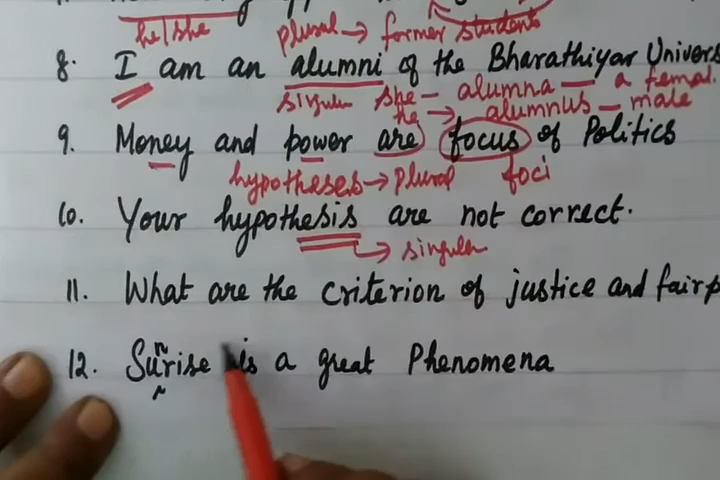 he/she plural → former students
8. I am an alumni of the Bharathiyar Univers
singular she - alumna - a femal.
he → alumnus - male
9. Money and power are focus of Politics
hypotheses → plural foci
10. Your hypothesis are not correct.
→ singular
11. What are the criterion of justice and fairp
12. Sunrise is a great Phenomena